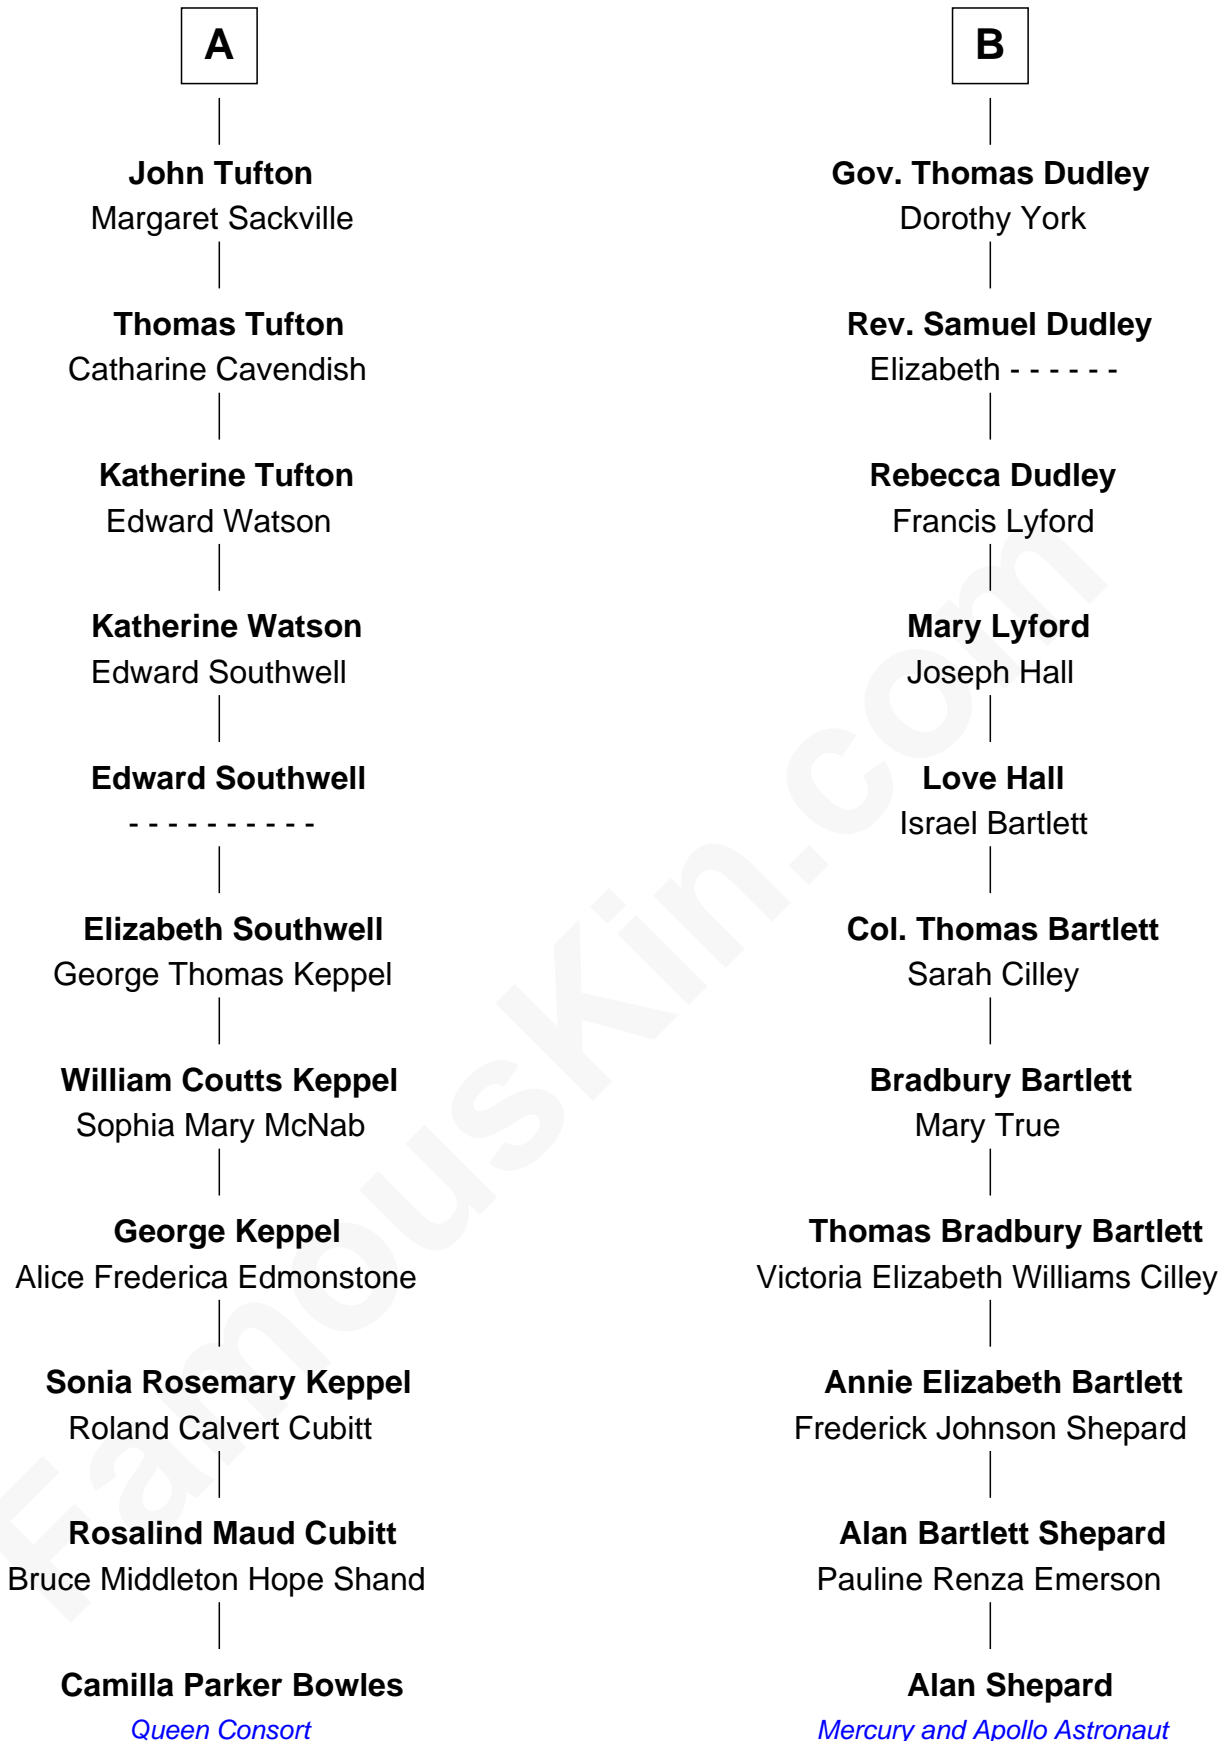 A
John Tufton
Margaret Sackville
Thomas Tufton
Catharine Cavendish
Katherine Tufton
Edward Watson
Katherine Watson
Edward Southwell
Edward Southwell
- - - - - - - - - -
Elizabeth Southwell
George Thomas Keppel
William Coutts Keppel
Sophia Mary McNab
George Keppel
Alice Frederica Edmonstone
Sonia Rosemary Keppel
Roland Calvert Cubitt
Rosalind Maud Cubitt
Bruce Middleton Hope Shand
Camilla Parker Bowles
Queen Consort
B
Gov. Thomas Dudley
Dorothy York
Rev. Samuel Dudley
Elizabeth - - - - - -
Rebecca Dudley
Francis Lyford
Mary Lyford
Joseph Hall
Love Hall
Israel Bartlett
Col. Thomas Bartlett
Sarah Cilley
Bradbury Bartlett
Mary True
Thomas Bradbury Bartlett
Victoria Elizabeth Williams Cilley
Annie Elizabeth Bartlett
Frederick Johnson Shepard
Alan Bartlett Shepard
Pauline Renza Emerson
Alan Shepard
Mercury and Apollo Astronaut
FamousKin.com